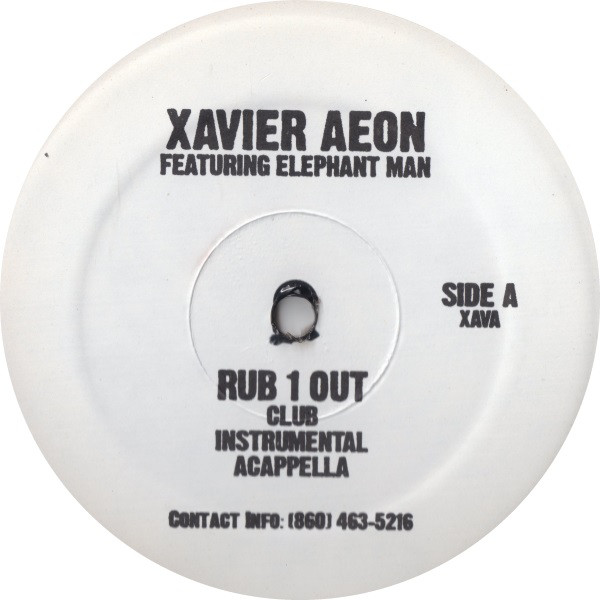 XAVIER AEON
FEATURING ELEPHANT MAN
SIDE A
XAVA
RUB 1 OUT
CLUB
INSTRUMENTAL
ACAPPELLA
CONTACT INFO: (860) 463-5216